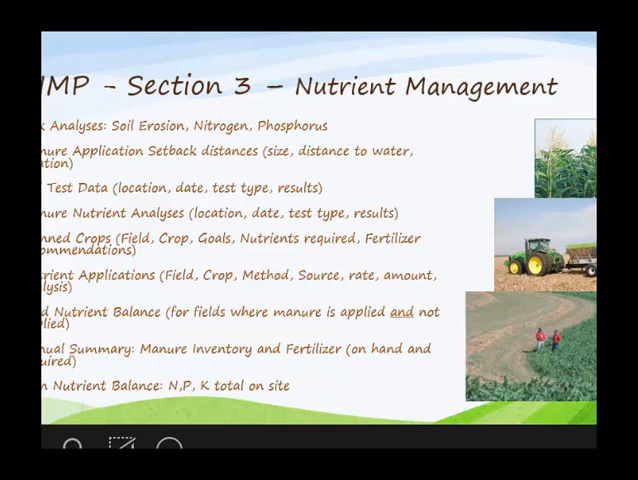 IMP - Section 3 – Nutrient Management
k Analyses: Soil Erosion, Nitrogen, Phosphorus
nure Application Setback distances (size, distance to water,
ation)
Test Data (location, date, test type, results)
nure Nutrient Analyses (location, date, test type, results)
nned Crops (Field, Crop, Goals, Nutrients required, Fertilizer
ommendations)
trient Applications (Field, Crop, Method, Source, rate, amount,
lysis)
d Nutrient Balance (for fields where manure is applied and not
lied)
nual Summary: Manure Inventory and Fertilizer (on hand and
uired)
m Nutrient Balance: N,P, K total on site